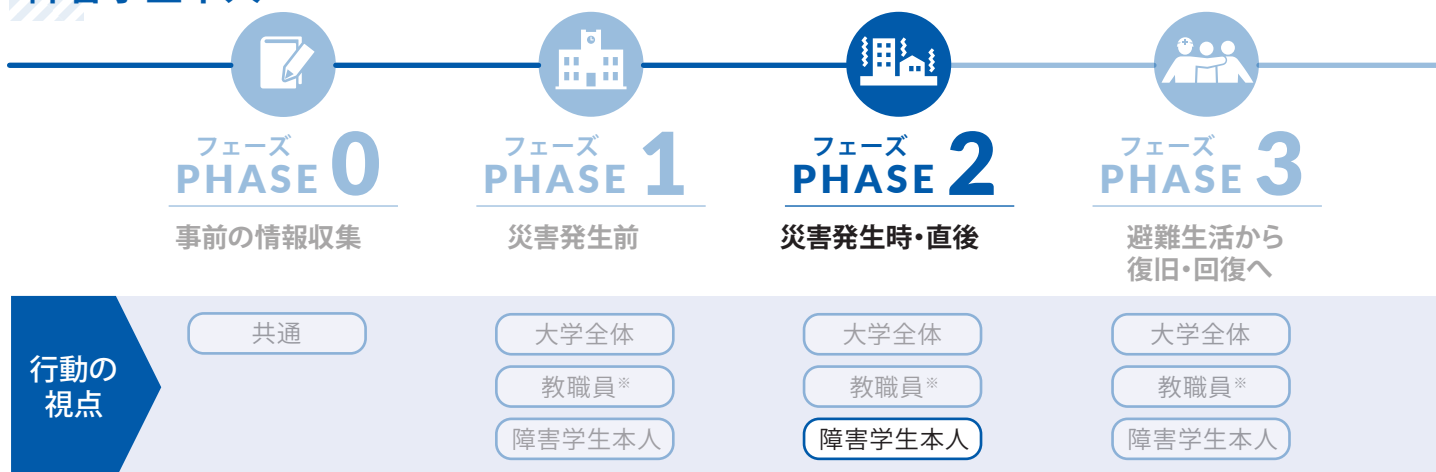 フェーズ
PHASE 0
事前の情報収集
フェーズ
PHASE 1
災害発生前
フェーズ
PHASE 2
災害発生時・直後
フェーズ
PHASE 3
避難生活から
復旧・回復へ
行動の
視点
共通
大学全体
教職員※
障害学生本人
大学全体
教職員※
障害学生本人
大学全体
教職員※
障害学生本人